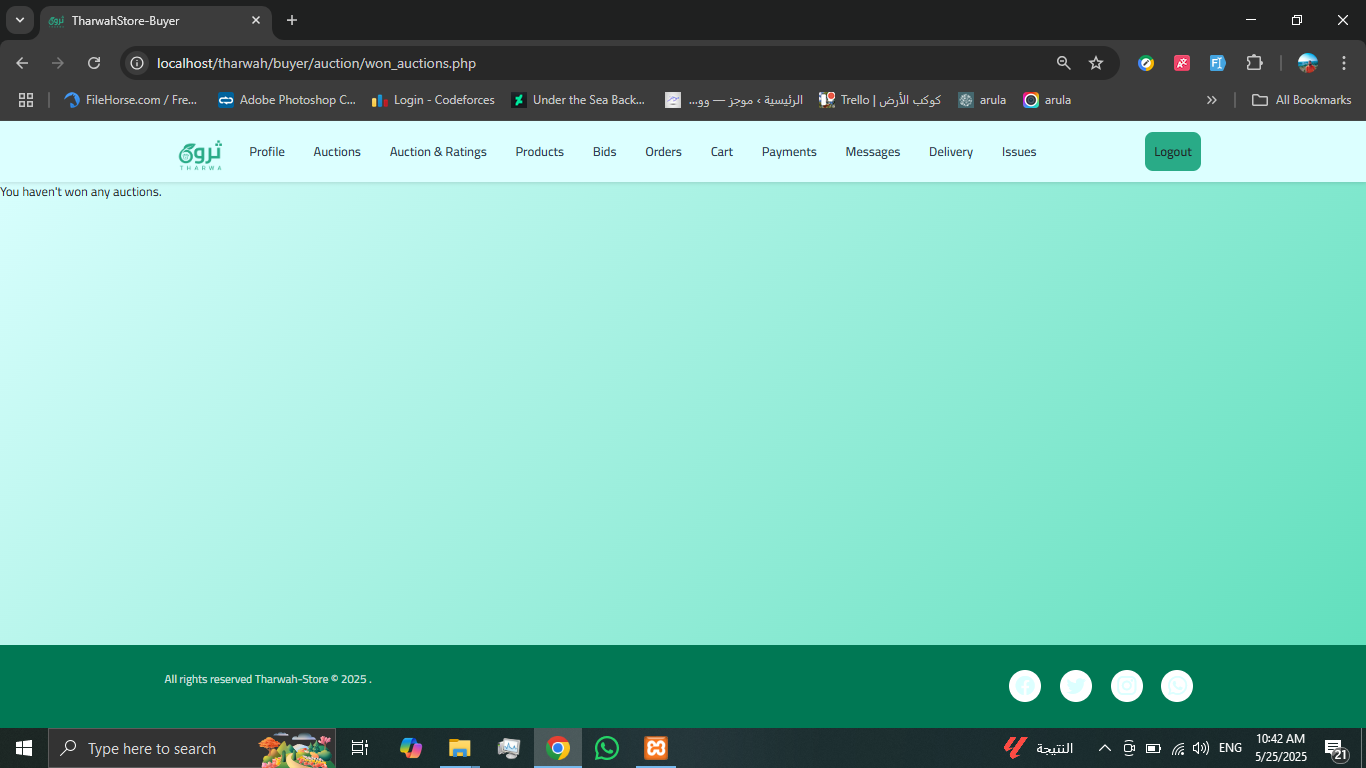 TharwahStore-Buyer
localhost/tharwah/buyer/auction/won_auctions.php
FileHorse.com / Fre...
Adobe Photoshop C...
Login - Codeforces
Under the Sea Back...
الرئيسية › موجز — وو...
كوكب الأرض | Trello
arula
arula
All Bookmarks
ثروة
THARWA
Profile
Auctions
Auction & Ratings
Products
Bids
Orders
Cart
Payments
Messages
Delivery
Issues
Logout
You haven't won any auctions.
All rights reserved Tharwah-Store © 2025 .
Type here to search
النتيجة
ENG
10:42 AM
5/25/2025
21